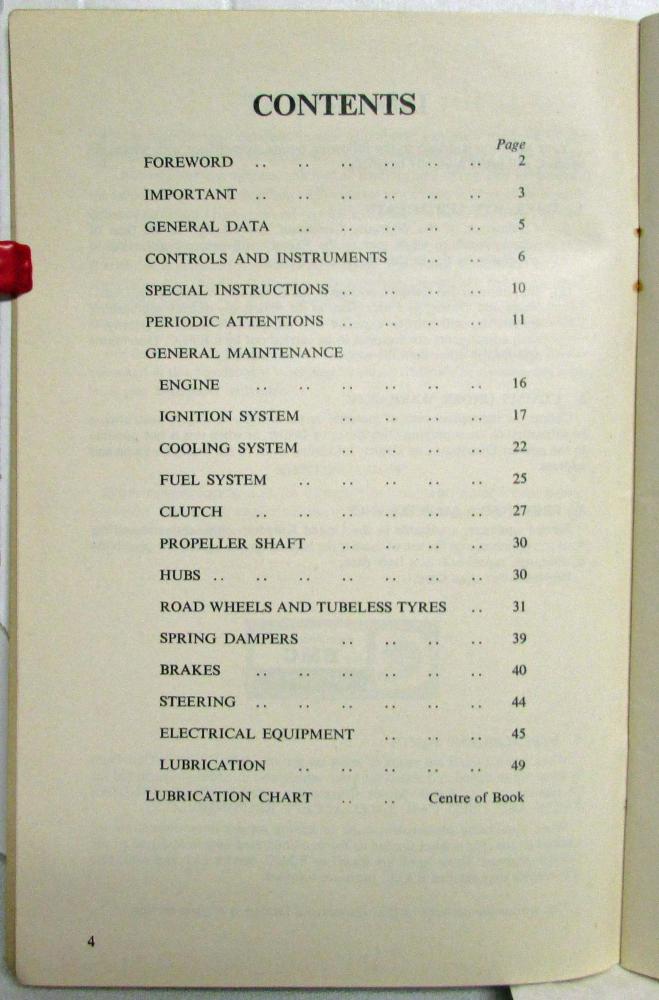 CONTENTS
Page
FOREWORD .. .. .. .. .. .. 2
IMPORTANT .. .. .. .. .. .. 3
GENERAL DATA .. .. .. .. .. 5
CONTROLS AND INSTRUMENTS .. .. 6
SPECIAL INSTRUCTIONS .. .. .. .. 10
PERIODIC ATTENTIONS .. .. .. .. 11
GENERAL MAINTENANCE
ENGINE .. .. .. .. .. .. 16
IGNITION SYSTEM .. .. .. .. 17
COOLING SYSTEM .. .. .. .. 22
FUEL SYSTEM .. .. .. .. .. 25
CLUTCH .. .. .. .. .. .. 27
PROPELLER SHAFT .. .. .. .. 30
HUBS .. .. .. .. .. .. .. 30
ROAD WHEELS AND TUBELESS TYRES .. 31
SPRING DAMPERS .. .. .. .. 39
BRAKES .. .. .. .. .. .. 40
STEERING .. .. .. .. .. .. 44
ELECTRICAL EQUIPMENT .. .. .. 45
LUBRICATION .. .. .. .. .. 49
LUBRICATION CHART .. .. Centre of Book
4